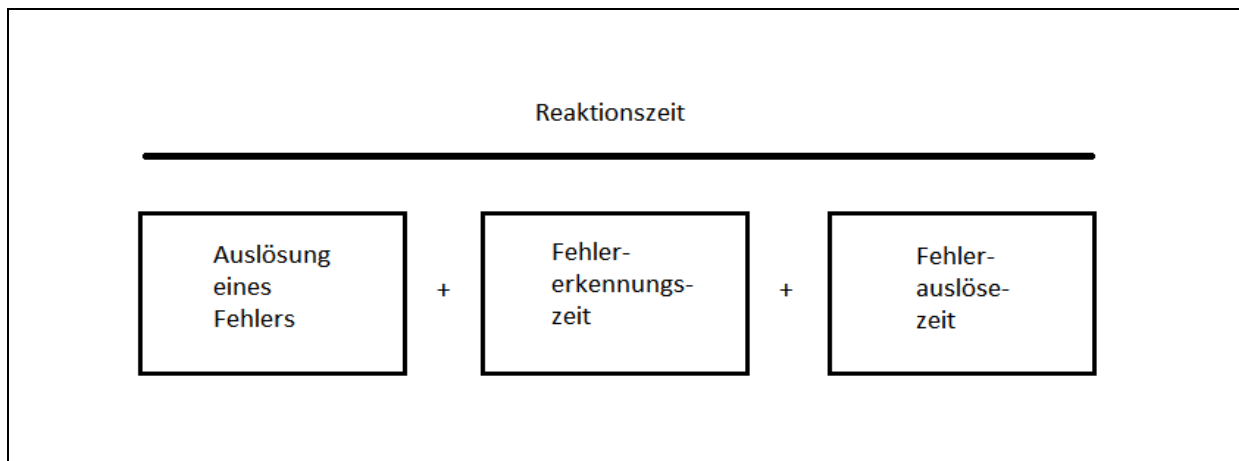 Reaktionszeit
Auslösung
eines
Fehlers
+
Fehler-
erkennungs-
zeit
+
Fehler-
auslöse-
zeit